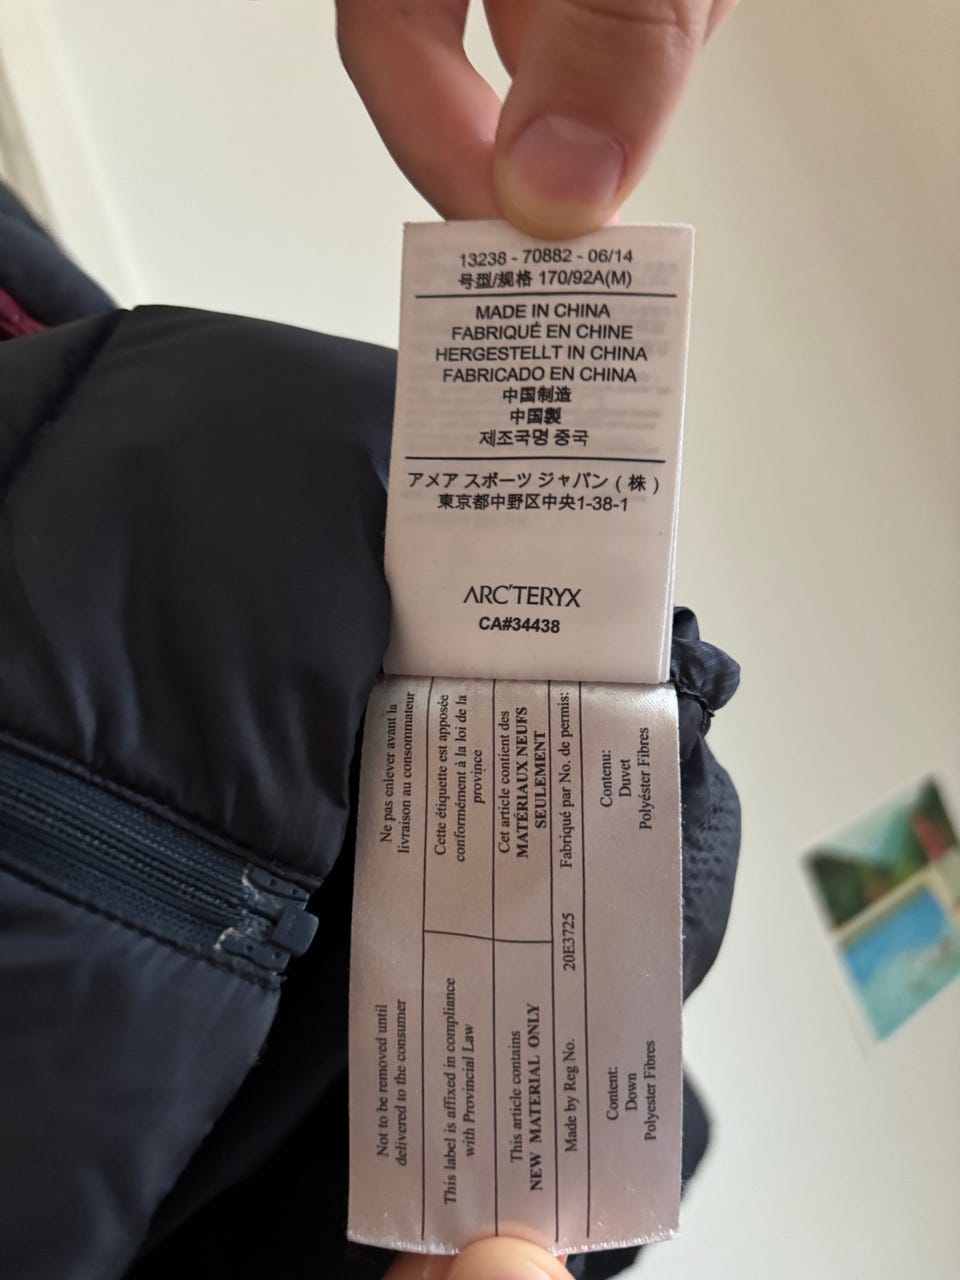 13238 - 70882 - 06/14
号型/规格 170/92A(M)
MADE IN CHINA
FABRIQUÉ EN CHINE
HERGESTELLT IN CHINA
FABRICADO EN CHINA
中国制造
中国製
제조국명 중국
アメア スポーツ ジャパン ( 株 )
東京都中野区中央1-38-1
ARC'TERYX
CA#34438
Ne pas enlever avant la
livraison au consommateur
Not to be removed until
delivered to the consumer
Cette étiquette est apposée
conformément à la loi de la
province
This label is affixed in compliance
with Provincial Law
Cet article contient des
MATÉRIAUX NEUFS
SEULEMENT
This article contains
NEW MATERIAL ONLY
Made by Reg No. 20E3725 Fabriqué par No. de permis:
Contenu:
Duvet
Polyéster Fibres
Content:
Down
Polyester Fibres